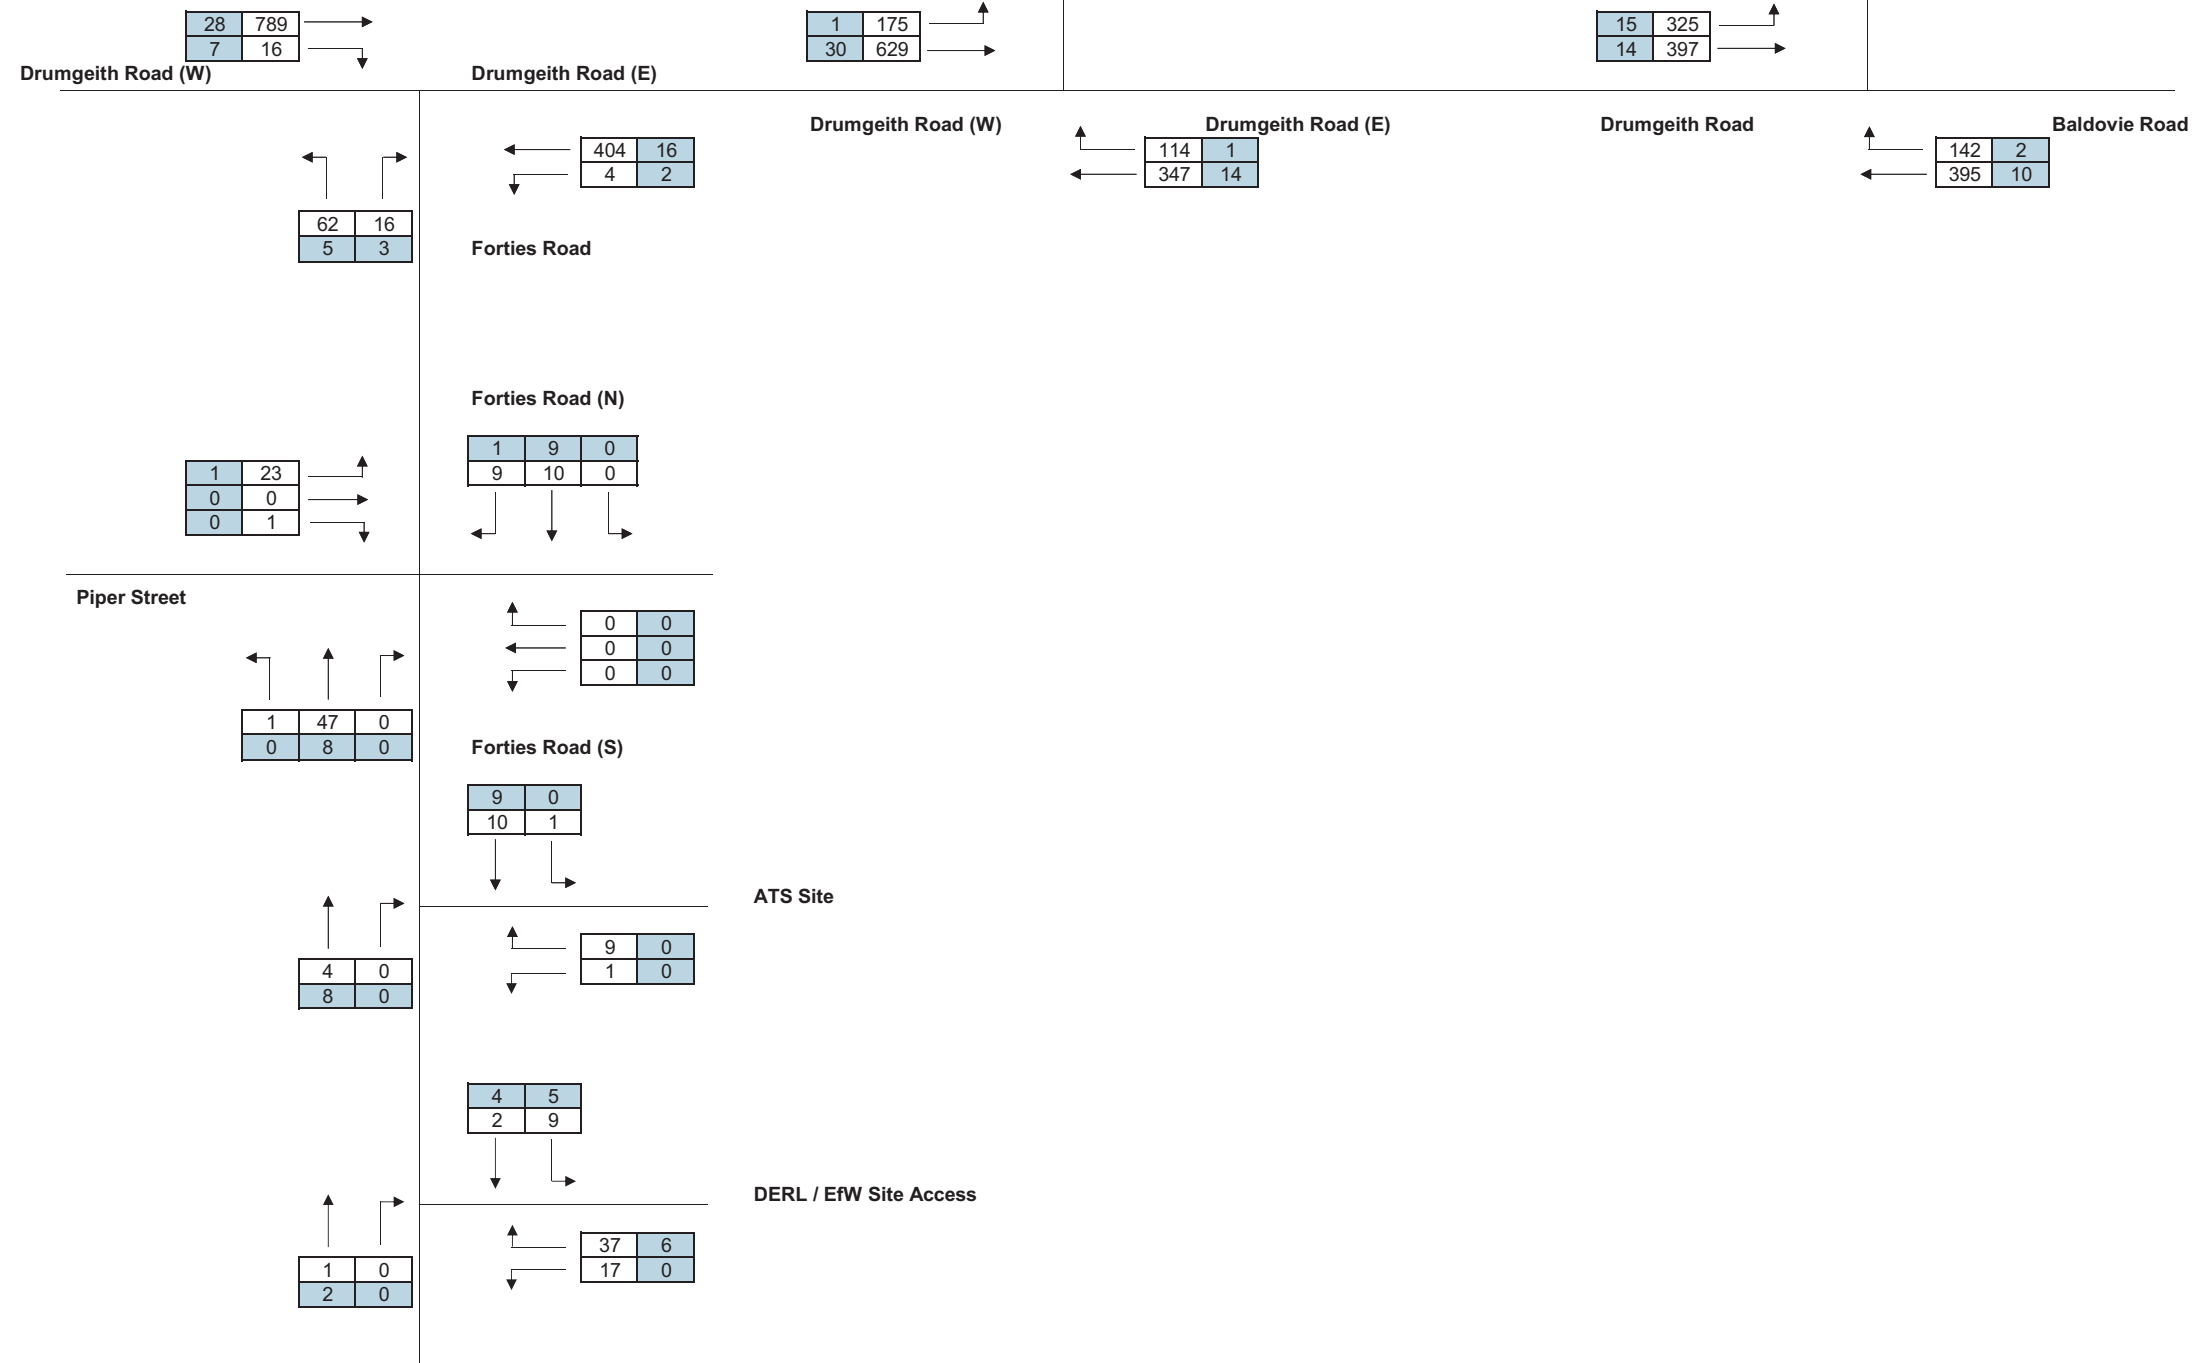 28 789 1 175 15 325
7 16 30 629 14 397
Drumgeith Road (W) Drumgeith Road (E)
Drumgeith Road (W) Drumgeith Road (E) Drumgeith Road Baldovie Road
404 16 114 1 142 2
4 2 347 14 395 10
62 16
5 3
Forties Road
Forties Road (N)
1 9 0
9 10 0
1 23
0 0
0 1
Piper Street
0 0
0 0
0 0
1 47 0
0 8 0
Forties Road (S)
9 0
10 1
ATS Site
9 0
1 0
4 0
8 0
4 5
2 9
DERL / EfW Site Access
37 6
17 0
1 0
2 0